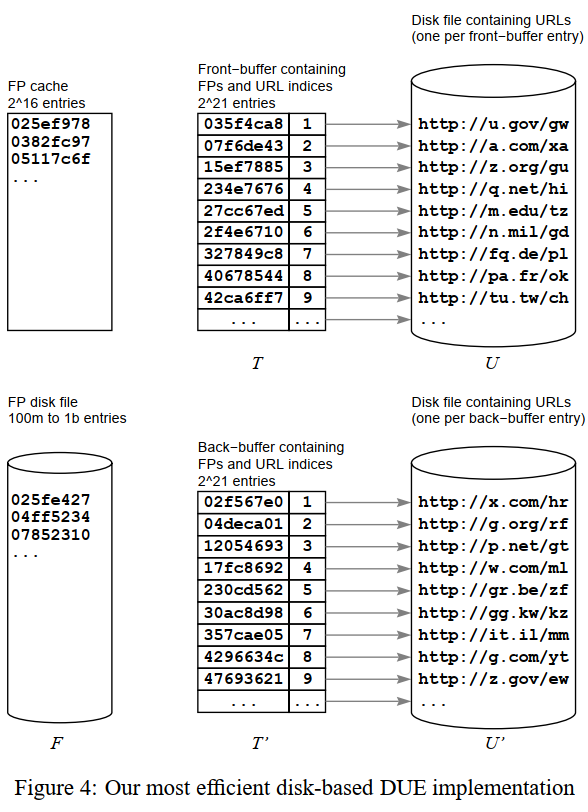 Disk file containing URLs
(one per front−buffer entry)
FP cache
2^16 entries
025ef978
0382fc97
05117c6f
...
Front−buffer containing
FPs and URL indices
2^21 entries
035f4ca8 1 http://u.gov/gw
07f6de43 2 http://a.com/xa
15ef7885 3 http://z.org/gu
234e7676 4 http://q.net/hi
27cc67ed 5 http://m.edu/tz
2f4e6710 6 http://n.mil/gd
327849c8 7 http://fq.de/pl
40678544 8 http://pa.fr/ok
42ca6ff7 9 http://tu.tw/ch
... ... ...
T U
FP disk file
100m to 1b entries
025fe427
04ff5234
07852310
...
Disk file containing URLs
(one per back−buffer entry)
Back−buffer containing
FPs and URL indices
2^21 entries
02f567e0 1 http://x.com/hr
04deca01 2 http://g.org/rf
12054693 3 http://p.net/gt
17fc8692 4 http://w.com/ml
230cd562 5 http://gr.be/zf
30ac8d98 6 http://gg.kw/kz
357cae05 7 http://it.il/mm
4296634c 8 http://g.com/yt
47693621 9 http://z.gov/ew
... ... ...
F T' U'
Figure 4: Our most efficient disk-based DUE implementation